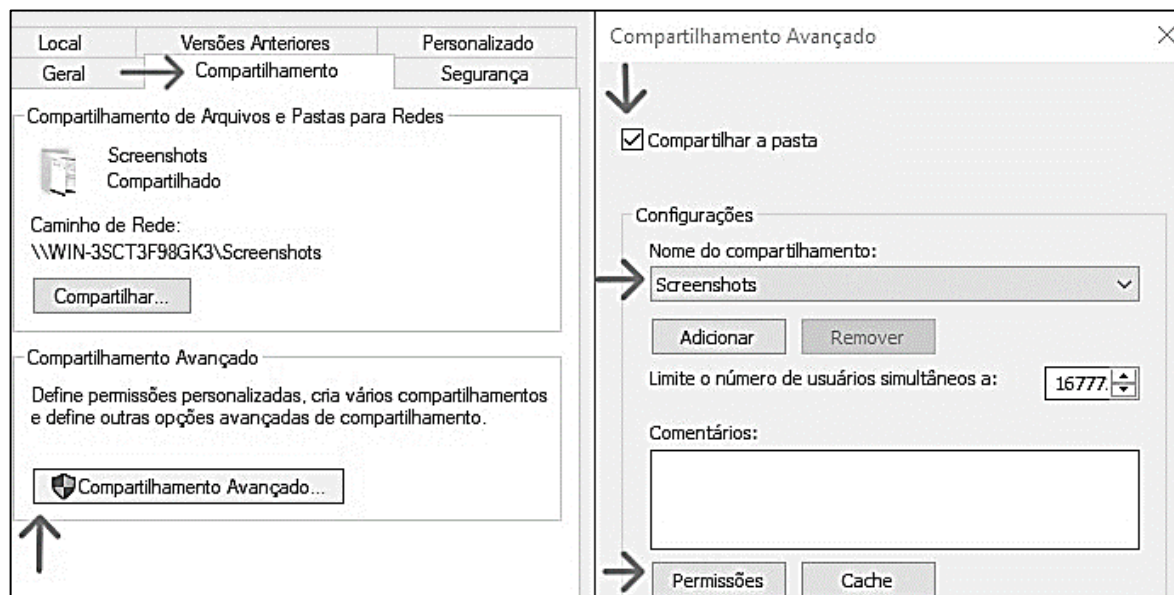 Local Versões Anteriores Personalizado
Geral Compartilhamento Segurança
Compartilhamento de Arquivos e Pastas para Redes
Screenshots
Compartilhado
Caminho de Rede:
\\WIN-3SCT3F98GK3\Screenshots
Compartilhar...
Compartilhamento Avançado
Define permissões personalizadas, cria vários compartilhamentos
e define outras opções avançadas de compartilhamento.
Compartilhamento Avançado...
Compartilhamento Avançado
Compartilhar a pasta
Configurações
Nome do compartilhamento:
Screenshots
Adicionar Remover
Limite o número de usuários simultâneos a: 16777.
Comentários:
Permissões Cache